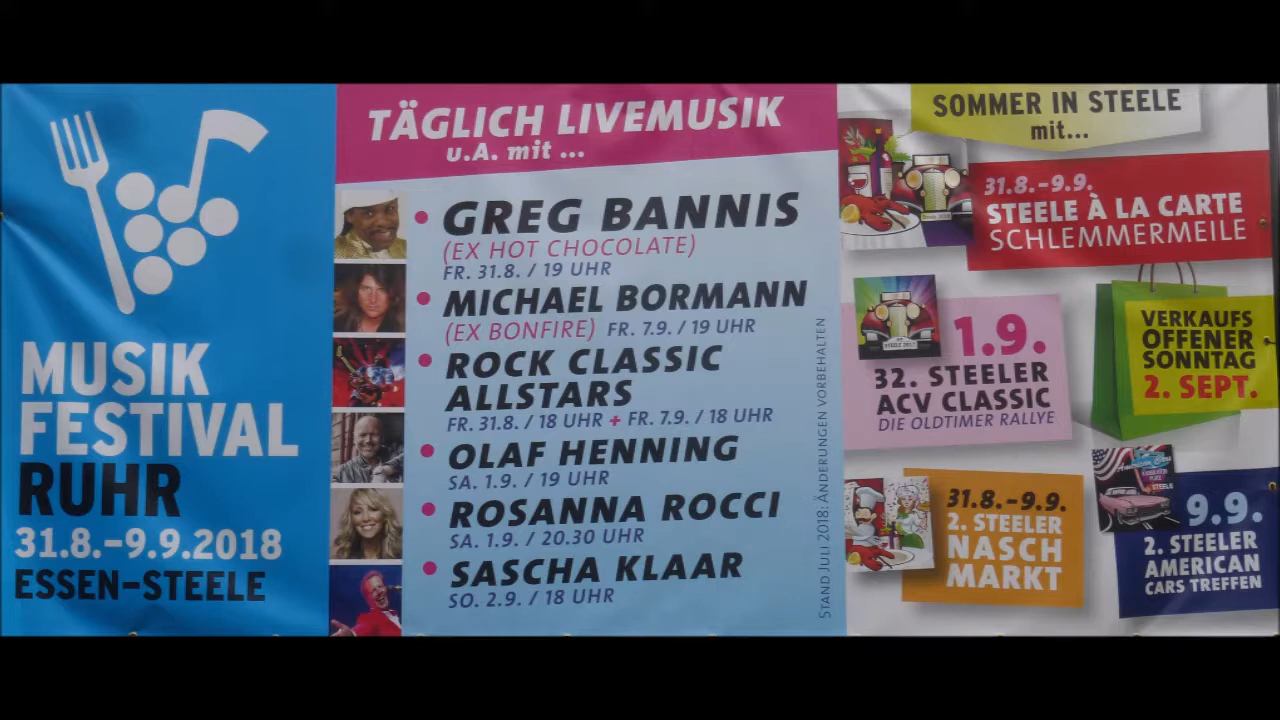 MUSIK
FESTIVAL
RUHR
31.8.–9.9.2018
ESSEN–STEELE
TÄGLICH LIVEMUSIK
u.A. mit ...
• GREG BANNIS
(EX HOT CHOCOLATE)
FR. 31.8. / 19 UHR
• MICHAEL BORMANN
(EX BONFIRE) FR. 7.9. / 19 UHR
• ROCK CLASSIC
ALLSTARS
FR. 31.8. / 18 UHR + FR. 7.9. / 18 UHR
• OLAF HENNING
SA. 1.9. / 19 UHR
• ROSANNA ROCCI
SA. 1.9. / 20.30 UHR
• SASCHA KLAAR
SO. 2.9. / 18 UHR
STAND JULI 2018: ÄNDERUNGEN VORBEHALTEN
SOMMER IN STEELE
mit...
31.8.–9.9.
STEELE À LA CARTE
SCHLEMMERMEILE
STEELE 2017
1.9.
32. STEELER
ACV CLASSIC
DIE OLDTIMER RALLYE
VERKAUFS
OFFENER
SONNTAG
2. SEPT.
31.8.–9.9.
2. STEELER
NASCH
MARKT
9.9.
2. STEELER
AMERICAN
CARS TREFFEN